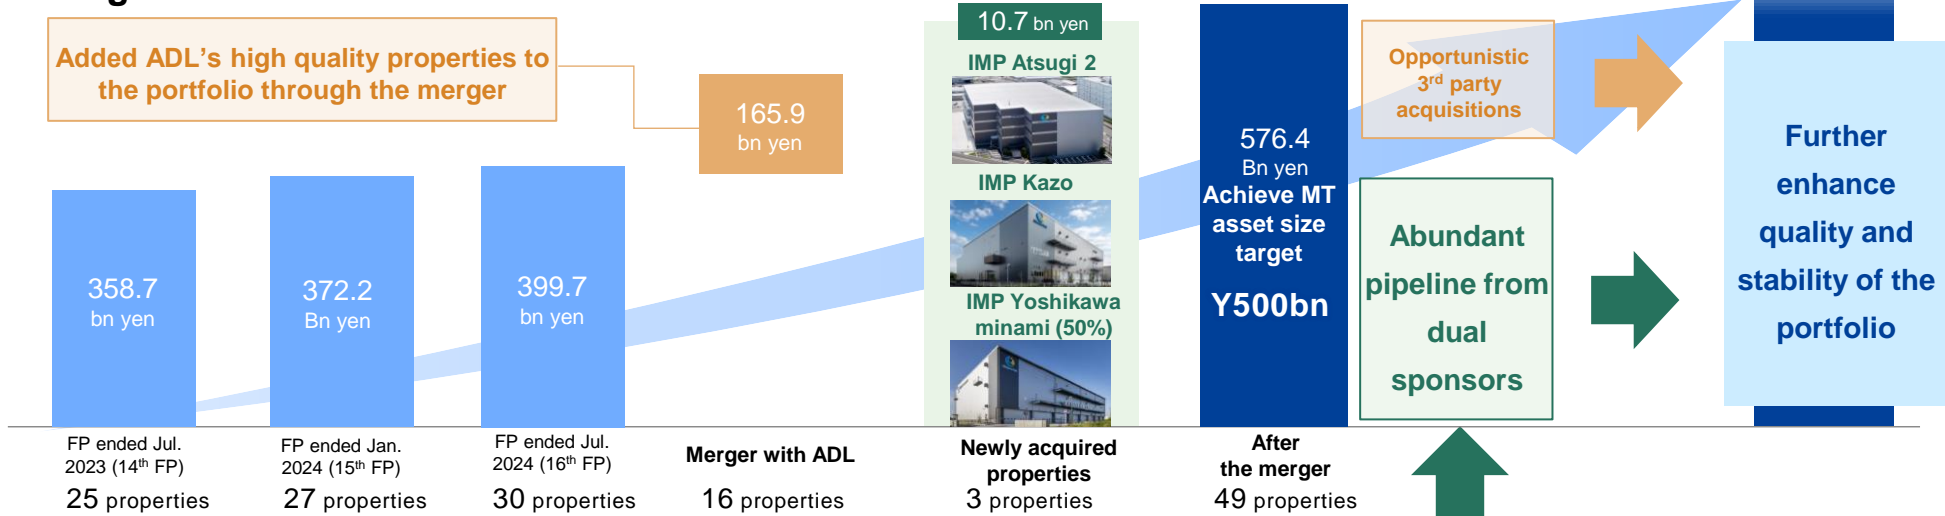 Added ADL's high quality properties to
the portfolio through the merger
358.7
bn yen
372.2
Bn yen
399.7
bn yen
165.9
bn yen
10.7 bn yen
IMP Atsugi 2
IMP Kazo
IMP Yoshikawa
minami (50%)
576.4
Bn yen
Achieve MT
asset size
target
Y500bn
Opportunistic
3rd party
acquisitions
Abundant
pipeline from
dual
sponsors
Further
enhance
quality and
stability of the
portfolio
FP ended Jul.
2023 (14th FP)
25 properties
FP ended Jan.
2024 (15th FP)
27 properties
FP ended Jul.
2024 (16th FP)
30 properties
Merger with ADL
16 properties
Newly acquired
properties
3 properties
After
the merger
49 properties